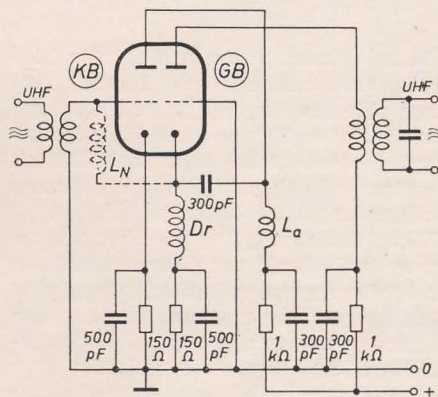 KB
GB
UHF
UHF
L_N
300pF
Dr
L_a
500
pF
150
Ω
150
Ω
500
pF
1
kΩ
300
pF
300
pF
1
kΩ
0
+